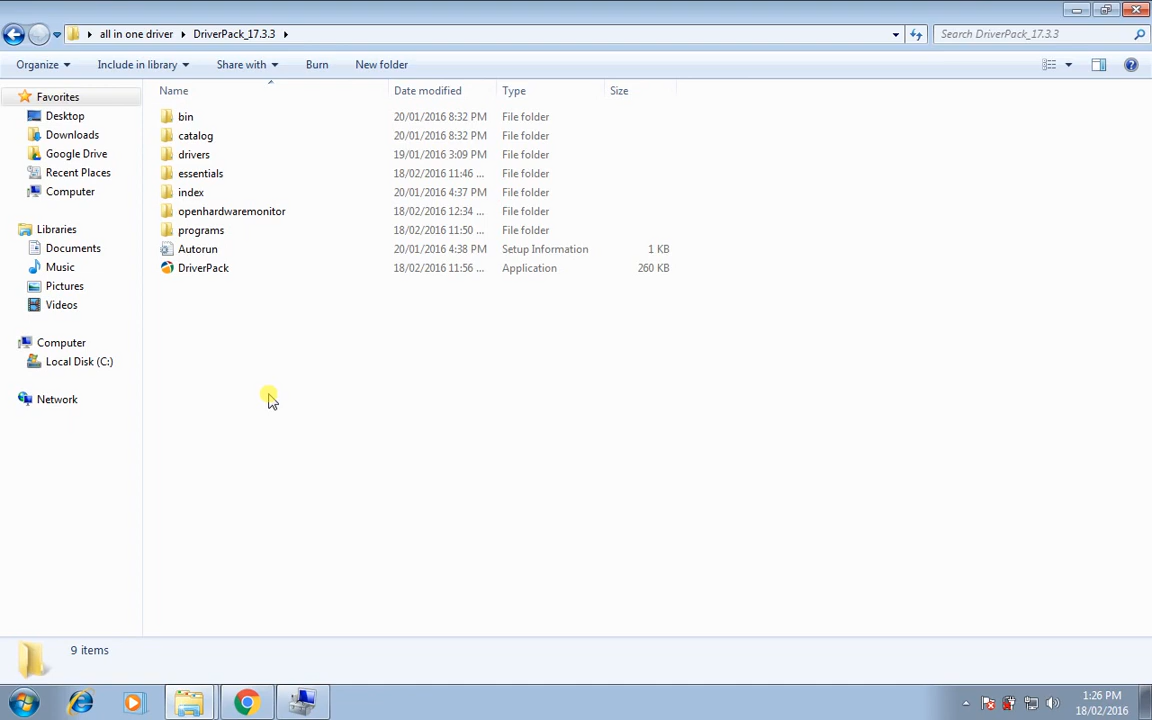 all in one driver DriverPack_17.3.3 Search DriverPack_17.3.3
Organize Include in library Share with Burn New folder
Favorites
Desktop
Downloads
Google Drive
Recent Places
Computer
Libraries
Documents
Music
Pictures
Videos
Computer
Local Disk (C:)
Network
Name Date modified Type Size
bin 20/01/2016 8:32 PM File folder
catalog 20/01/2016 8:32 PM File folder
drivers 19/01/2016 3:09 PM File folder
essentials 18/02/2016 11:46 ... File folder
index 20/01/2016 4:37 PM File folder
openhardwaremonitor 18/02/2016 12:34 ... File folder
programs 18/02/2016 11:50 ... File folder
Autorun 20/01/2016 4:38 PM Setup Information 1 KB
DriverPack 18/02/2016 11:56 ... Application 260 KB
9 items
1:26 PM
18/02/2016